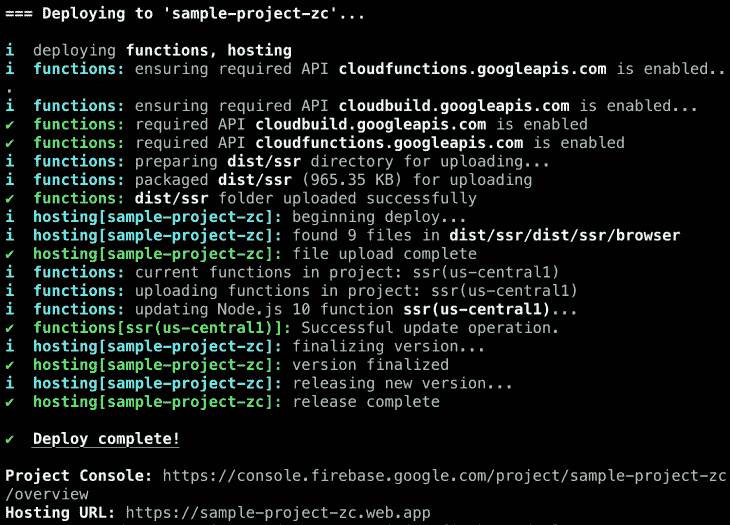 === Deploying to 'sample-project-zc'...
i  deploying functions, hosting
i  functions: ensuring required API cloudfunctions.googleapis.com is enabled..
.
i  functions: ensuring required API cloudbuild.googleapis.com is enabled...
✔  functions: required API cloudbuild.googleapis.com is enabled
✔  functions: required API cloudfunctions.googleapis.com is enabled
i  functions: preparing dist/ssr directory for uploading...
i  functions: packaged dist/ssr (965.35 KB) for uploading
✔  functions: dist/ssr folder uploaded successfully
i  hosting[sample-project-zc]: beginning deploy...
i  hosting[sample-project-zc]: found 9 files in dist/ssr/dist/ssr/browser
✔  hosting[sample-project-zc]: file upload complete
i  functions: current functions in project: ssr(us-central1)
i  functions: uploading functions in project: ssr(us-central1)
i  functions: updating Node.js 10 function ssr(us-central1)...
✔  functions[ssr(us-central1)]: Successful update operation.
i  hosting[sample-project-zc]: finalizing version...
✔  hosting[sample-project-zc]: version finalized
i  hosting[sample-project-zc]: releasing new version...
✔  hosting[sample-project-zc]: release complete
✔  Deploy complete!
Project Console: https://console.firebase.google.com/project/sample-project-zc
/overview
Hosting URL: https://sample-project-zc.web.app